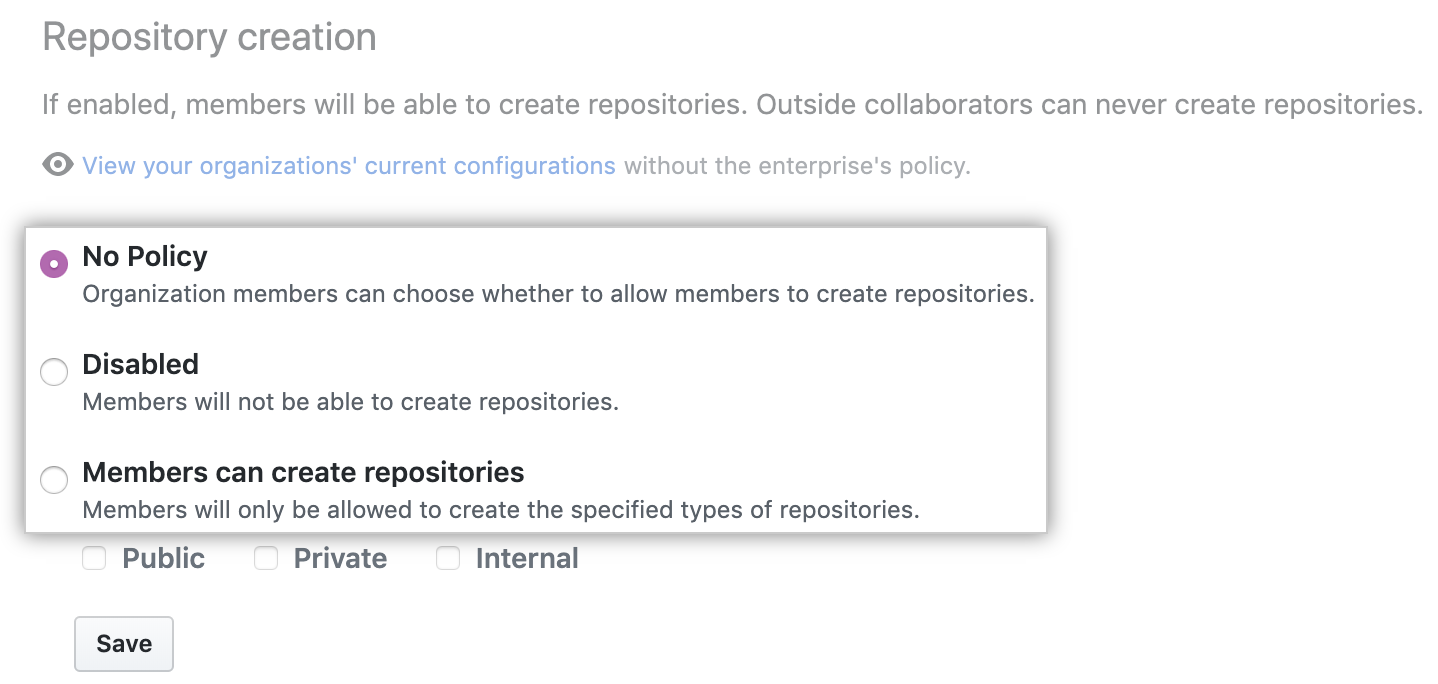 Repository creation
If enabled, members will be able to create repositories. Outside collaborators can never create repositories.
View your organizations' current configurations without the enterprise's policy.
No Policy
Organization members can choose whether to allow members to create repositories.
Disabled
Members will not be able to create repositories.
Members can create repositories
Members will only be allowed to create the specified types of repositories.
Public Private Internal
Save